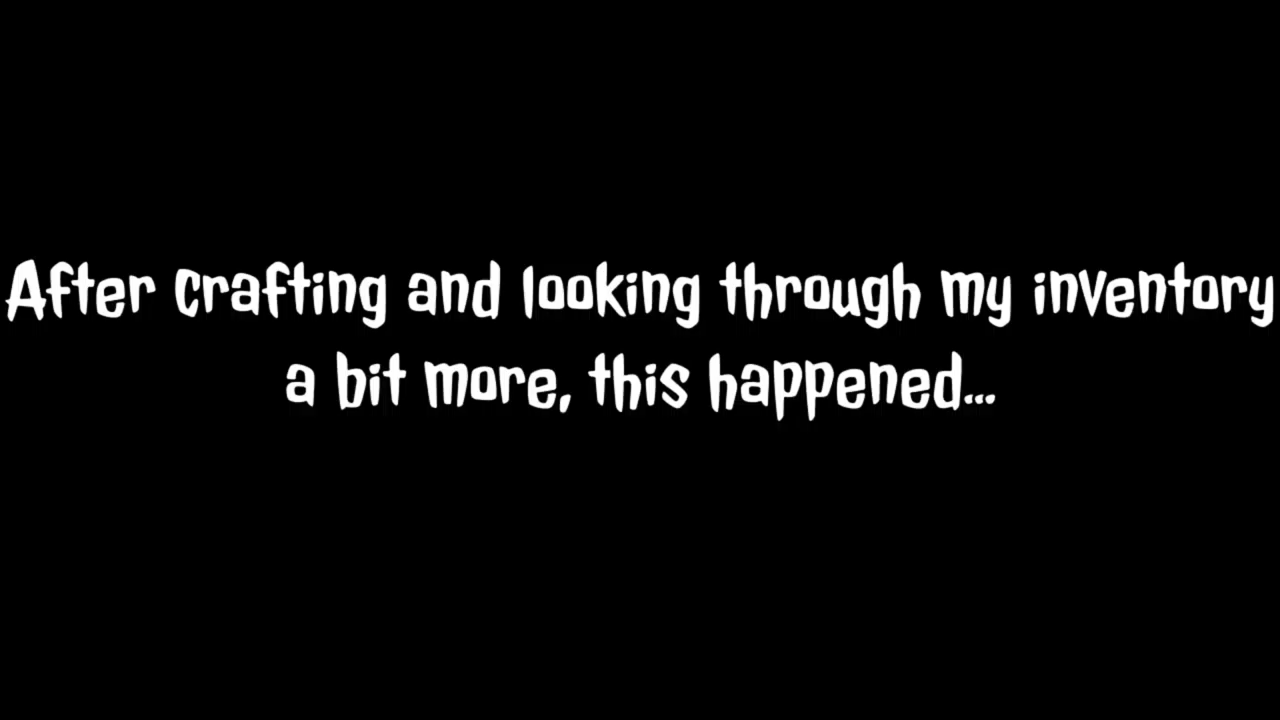 After crafting and looking through my inventory
a bit more, this happened...